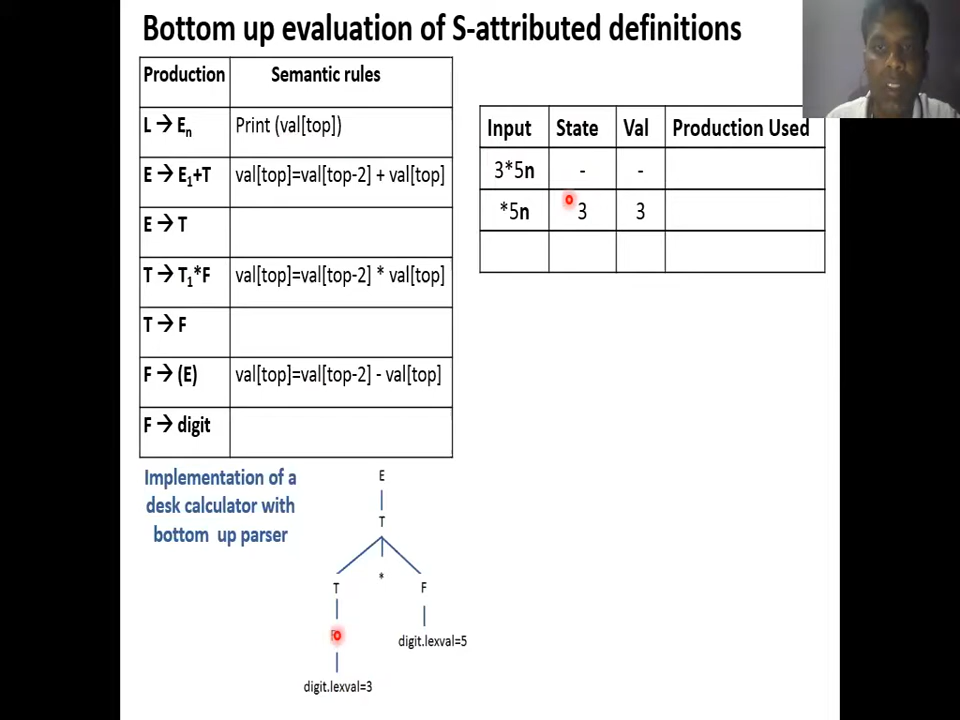 Bottom up evaluation of S-attributed definitions
Production Semantic rules
L → En Print (val[top])
E → E1+T val[top]=val[top-2] + val[top]
E → T
T → T1*F val[top]=val[top-2] * val[top]
T → F
F → (E) val[top]=val[top-2] - val[top]
F → digit
Input State Val Production Used
3*5n - -
*5n 3 3
Implementation of a
desk calculator with
bottom up parser
E
T
T * F
digit.lexval=5
digit.lexval=3